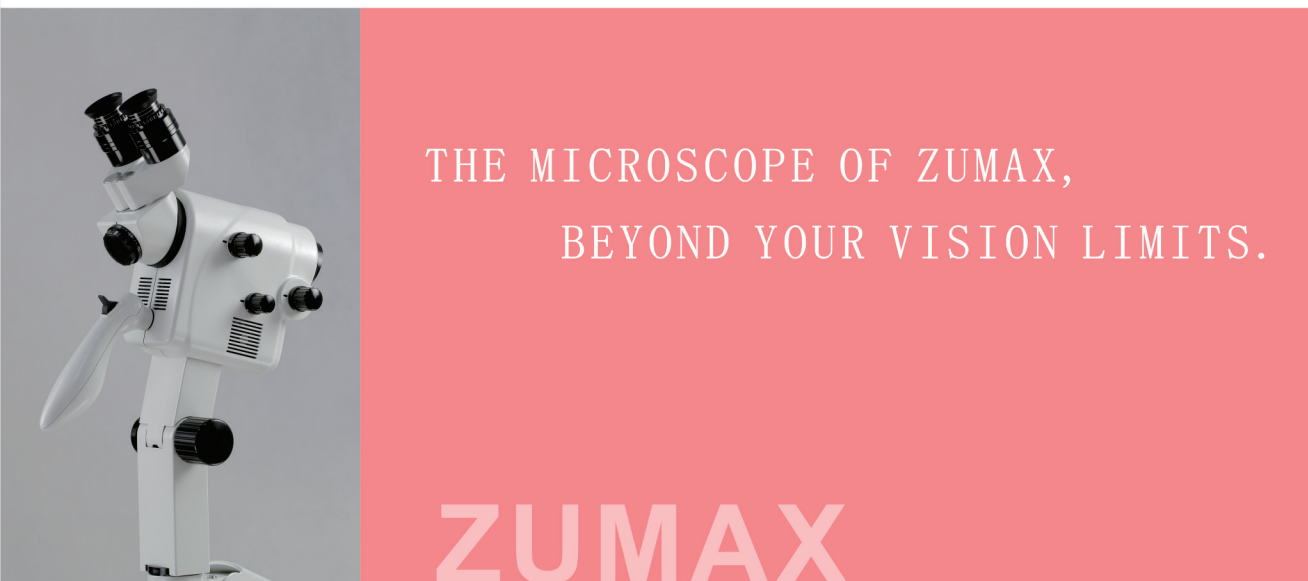 THE MICROSCOPE OF ZUMAX,
BEYOND YOUR VISION LIMITS.
ZUMAX